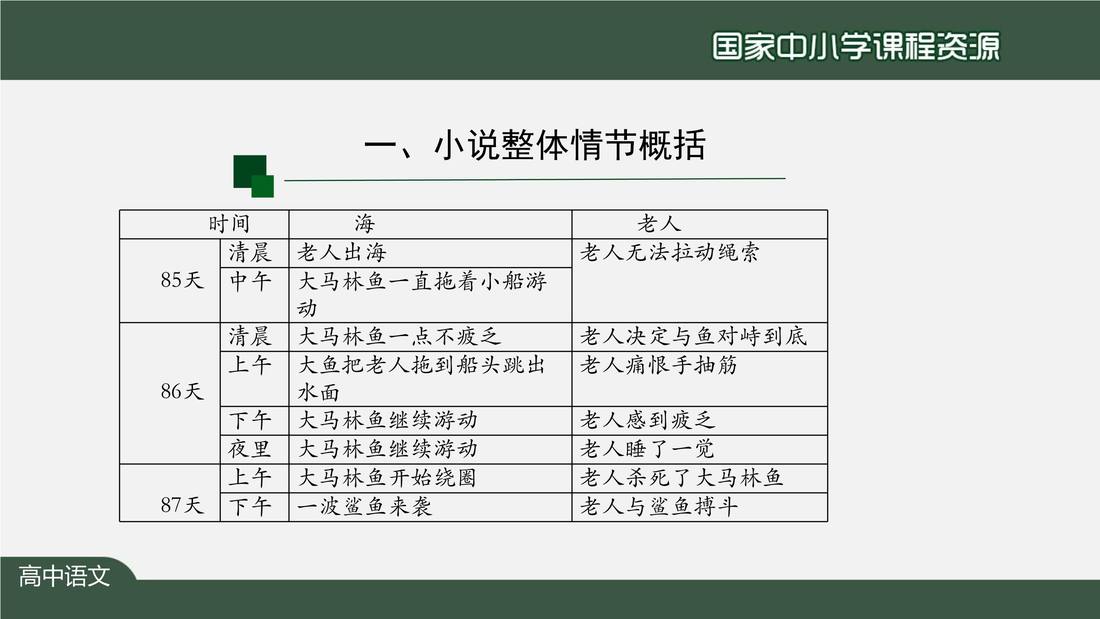 国家中小学课程资源
一、小说整体情节概括
时间 海 老人
85天 清晨 老人出海 老人无法拉动绳索
中午 大马林鱼一直拖着小船游
动
86天 清晨 大马林鱼一点不疲乏 老人决定与鱼对峙到底
上午 大鱼把老人拖到船头跳出 老人痛恨手抽筋
水面
下午 大马林鱼继续游动 老人感到疲乏
夜里 大马林鱼继续游动 老人睡了一觉
87天 上午 大马林鱼开始绕圈 老人杀死了大马林鱼
下午 一波鲨鱼来袭 老人与鲨鱼搏斗
高中语文